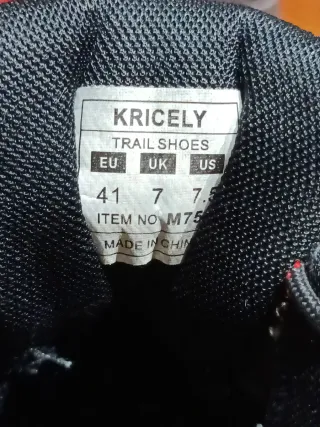 KRICELY
TRAIL SHOES
EU UK US
41 7 7.5
ITEM NO M75
MADE IN CHIN